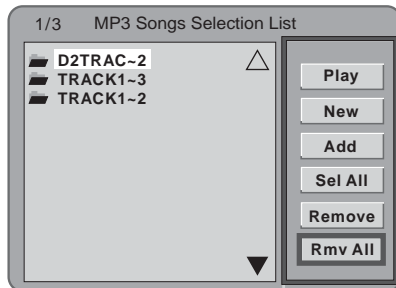 1/3 MP3 Songs Selection List
D2TRAC~2
TRACK1~3
TRACK1~2
Play
New
Add
Sel All
Remove
Rmv All